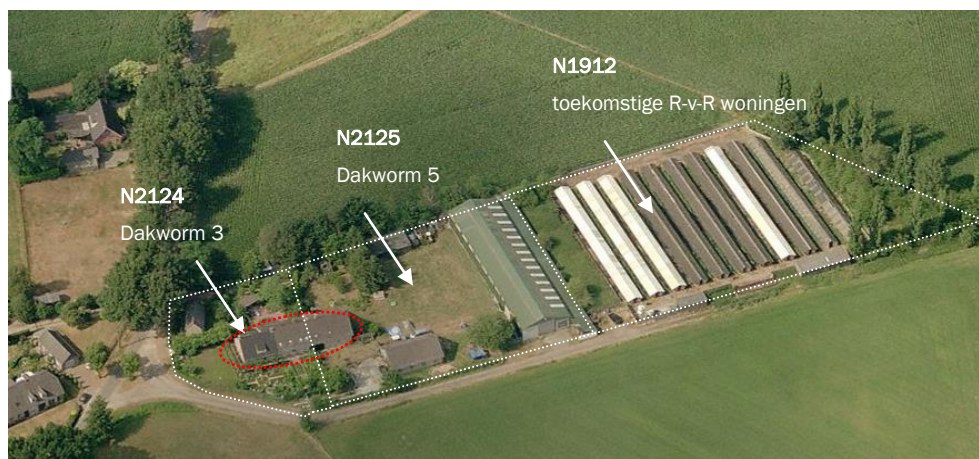 N1912
toekomstige R-v-R woningen
N2125
Dakworm 5
N2124
Dakworm 3